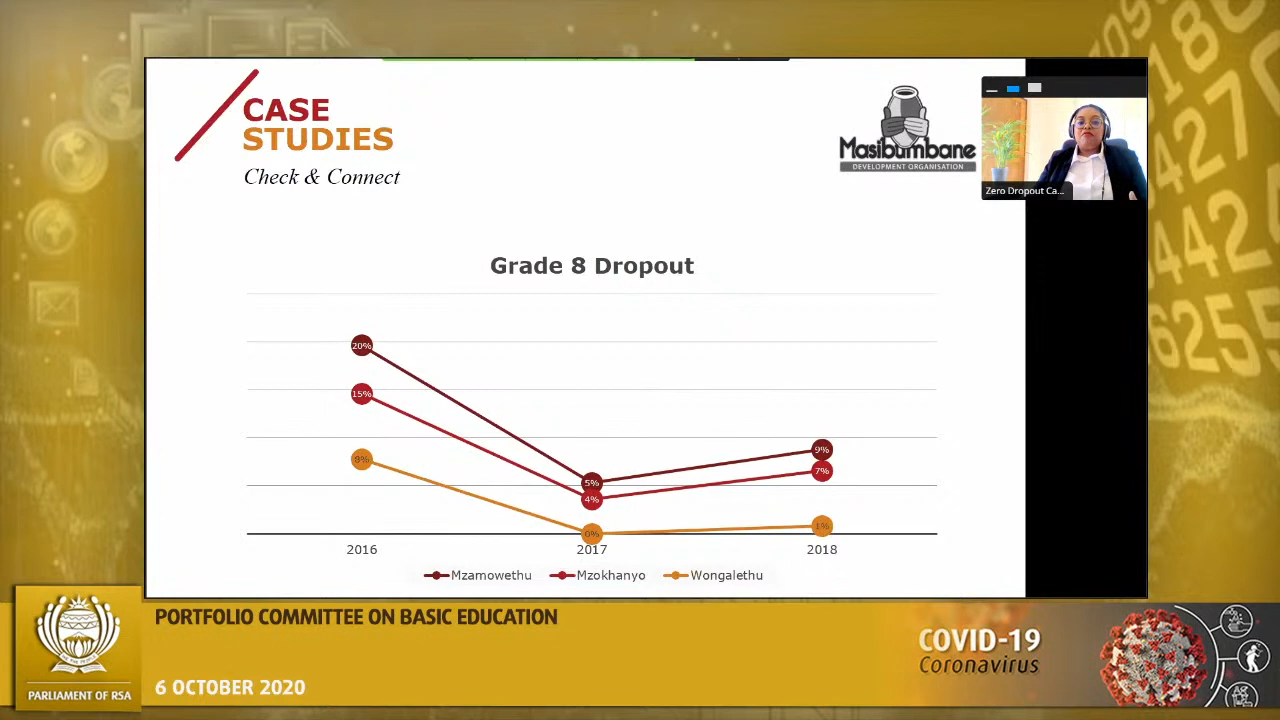 CASE
STUDIES
Check & Connect
Masibumbane
DEVELOPMENT ORGANISATION
Zero Dropout Ca...
Grade 8 Dropout
20%
15%
8%
5%
4%
0%
9%
7%
1%
2016 2017 2018
Mzamowethu Mzokhanyo Wongalethu
PORTFOLIO COMMITTEE ON BASIC EDUCATION
6 OCTOBER 2020
PARLIAMENT OF RSA
COVID-19
Coronavirus